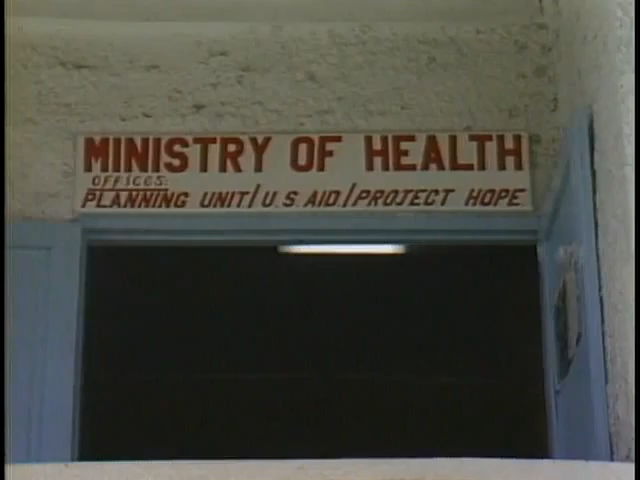 MINISTRY OF HEALTH
OFFICES:
PLANNING UNIT/U.S.AID./PROJECT HOPE